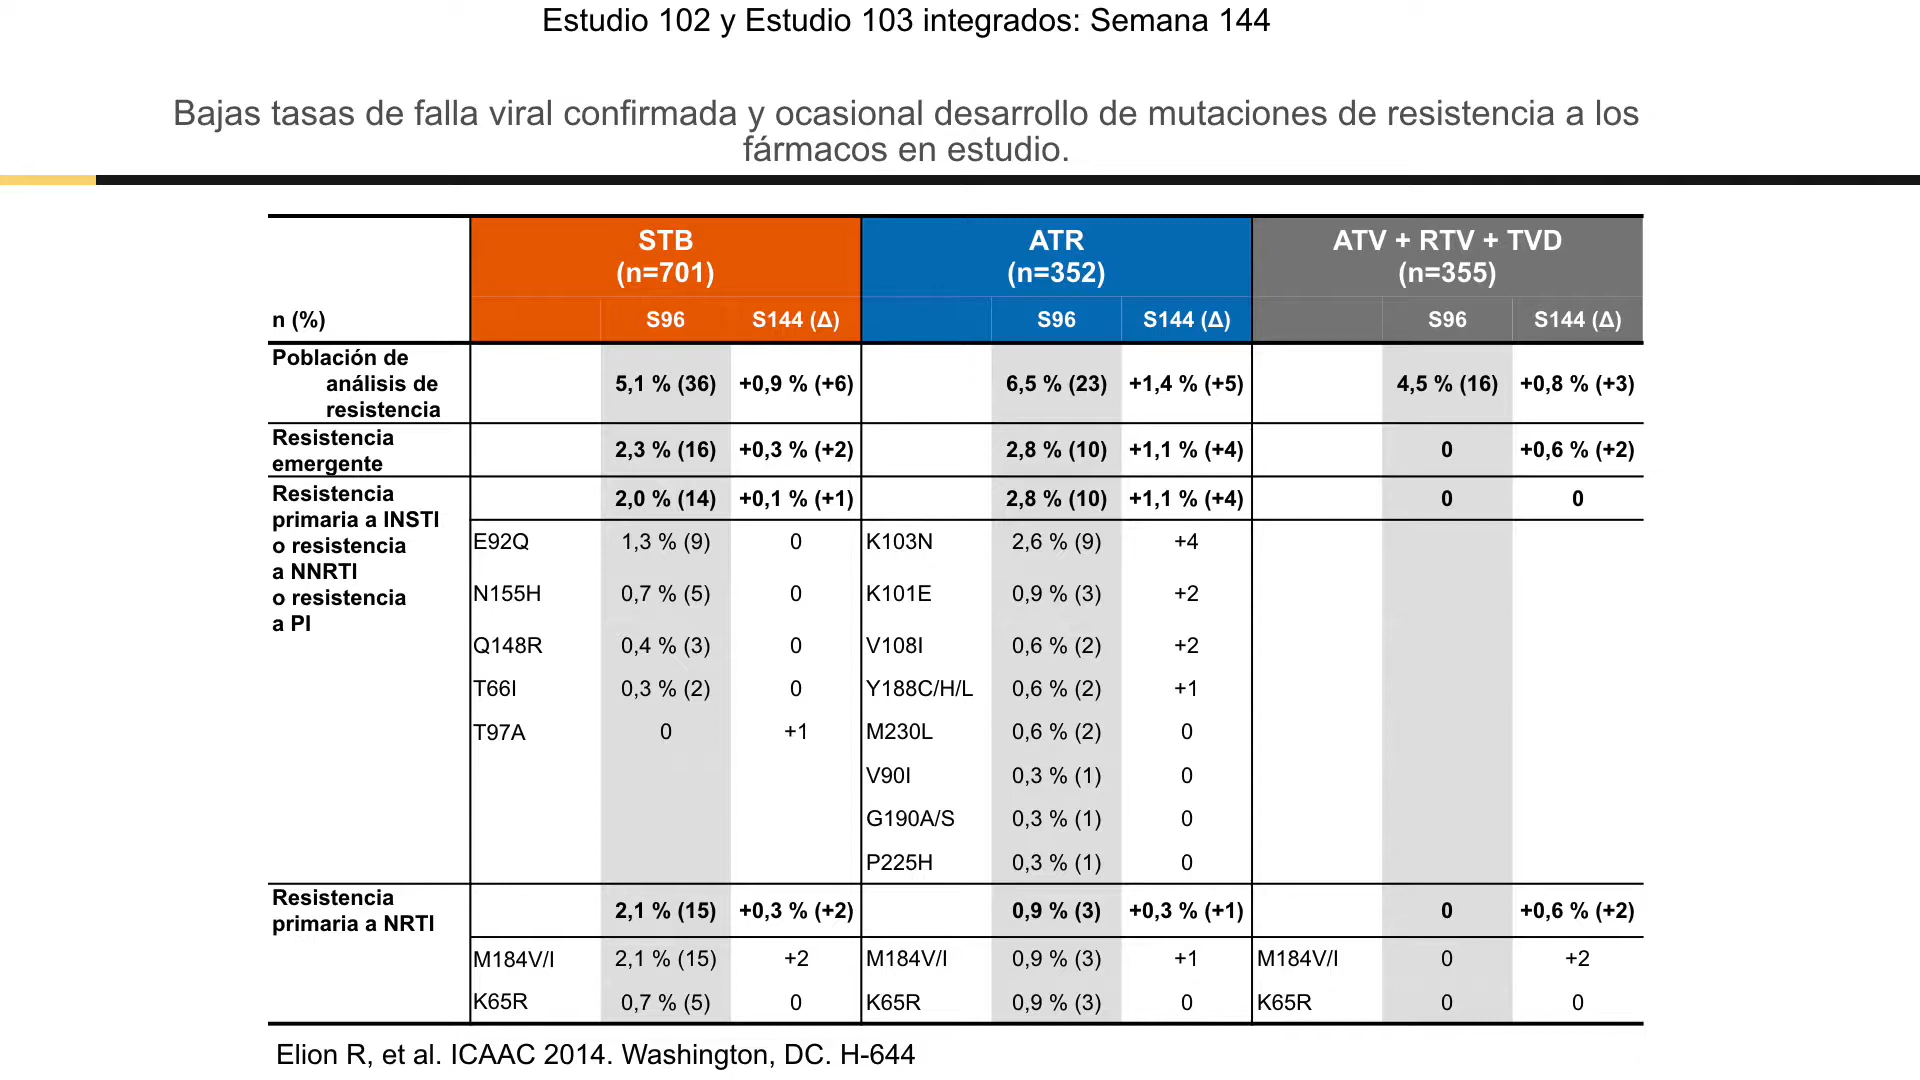 Estudio 102 y Estudio 103 integrados: Semana 144
Bajas tasas de falla viral confirmada y ocasional desarrollo de mutaciones de resistencia a los
fármacos en estudio.
STB ATR ATV + RTV + TVD
(n=701) (n=352) (n=355)
n (%) S96 S144 (Δ) S96 S144 (Δ) S96 S144 (Δ)
Población de
análisis de 5,1 % (36) +0,9 % (+6) 6,5 % (23) +1,4 % (+5) 4,5 % (16) +0,8 % (+3)
resistencia
Resistencia
emergente 2,3 % (16) +0,3 % (+2) 2,8 % (10) +1,1 % (+4) 0 +0,6 % (+2)
Resistencia 2,0 % (14) +0,1 % (+1) 2,8 % (10) +1,1 % (+4) 0 0
primaria a INSTI
o resistencia E92Q 1,3 % (9) 0 K103N 2,6 % (9) +4
a NNRTI
o resistencia N155H 0,7 % (5) 0 K101E 0,9 % (3) +2
a PI
Q148R 0,4 % (3) 0 V108I 0,6 % (2) +2
T66I 0,3 % (2) 0 Y188C/H/L 0,6 % (2) +1
T97A 0 +1 M230L 0,6 % (2) 0
V90I 0,3 % (1) 0
G190A/S 0,3 % (1) 0
P225H 0,3 % (1) 0
Resistencia
primaria a NRTI 2,1 % (15) +0,3 % (+2) 0,9 % (3) +0,3 % (+1) 0 +0,6 % (+2)
M184V/I 2,1 % (15) +2 M184V/I 0,9 % (3) +1 M184V/I 0 +2
K65R 0,7 % (5) 0 K65R 0,9 % (3) 0 K65R 0 0
Elion R, et al. ICAAC 2014. Washington, DC. H-644